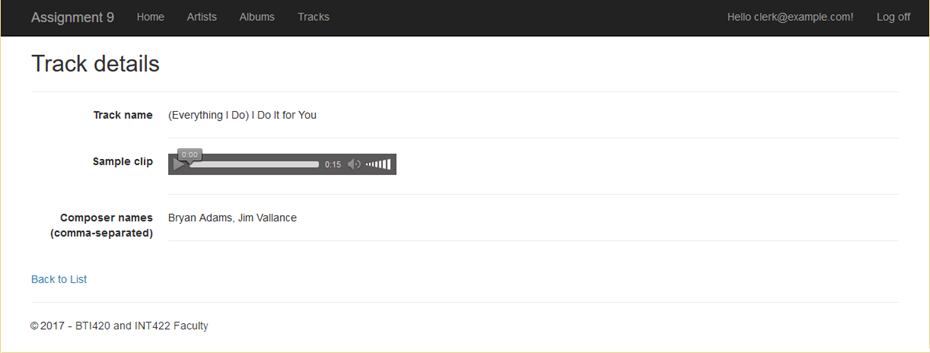 Assignment 9 Home Artists Albums Tracks Hello clerk@example.com! Log off
Track details
Track name (Everything I Do) I Do It for You
Sample clip 0:00 0:15
Composer names Bryan Adams, Jim Vallance
(comma-separated)
Back to List
© 2017 - BTI420 and INT422 Faculty